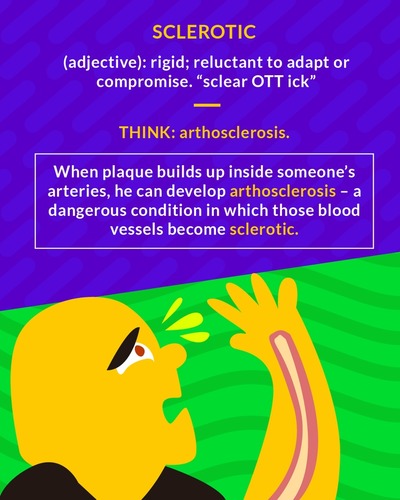 SCLEROTIC
(adjective): rigid; reluctant to adapt or
compromise. “sclear OTT ick”
THINK: arthosclerosis.
When plaque builds up inside someone’s
arteries, he can develop arthosclerosis – a
dangerous condition in which those blood
vessels become sclerotic.